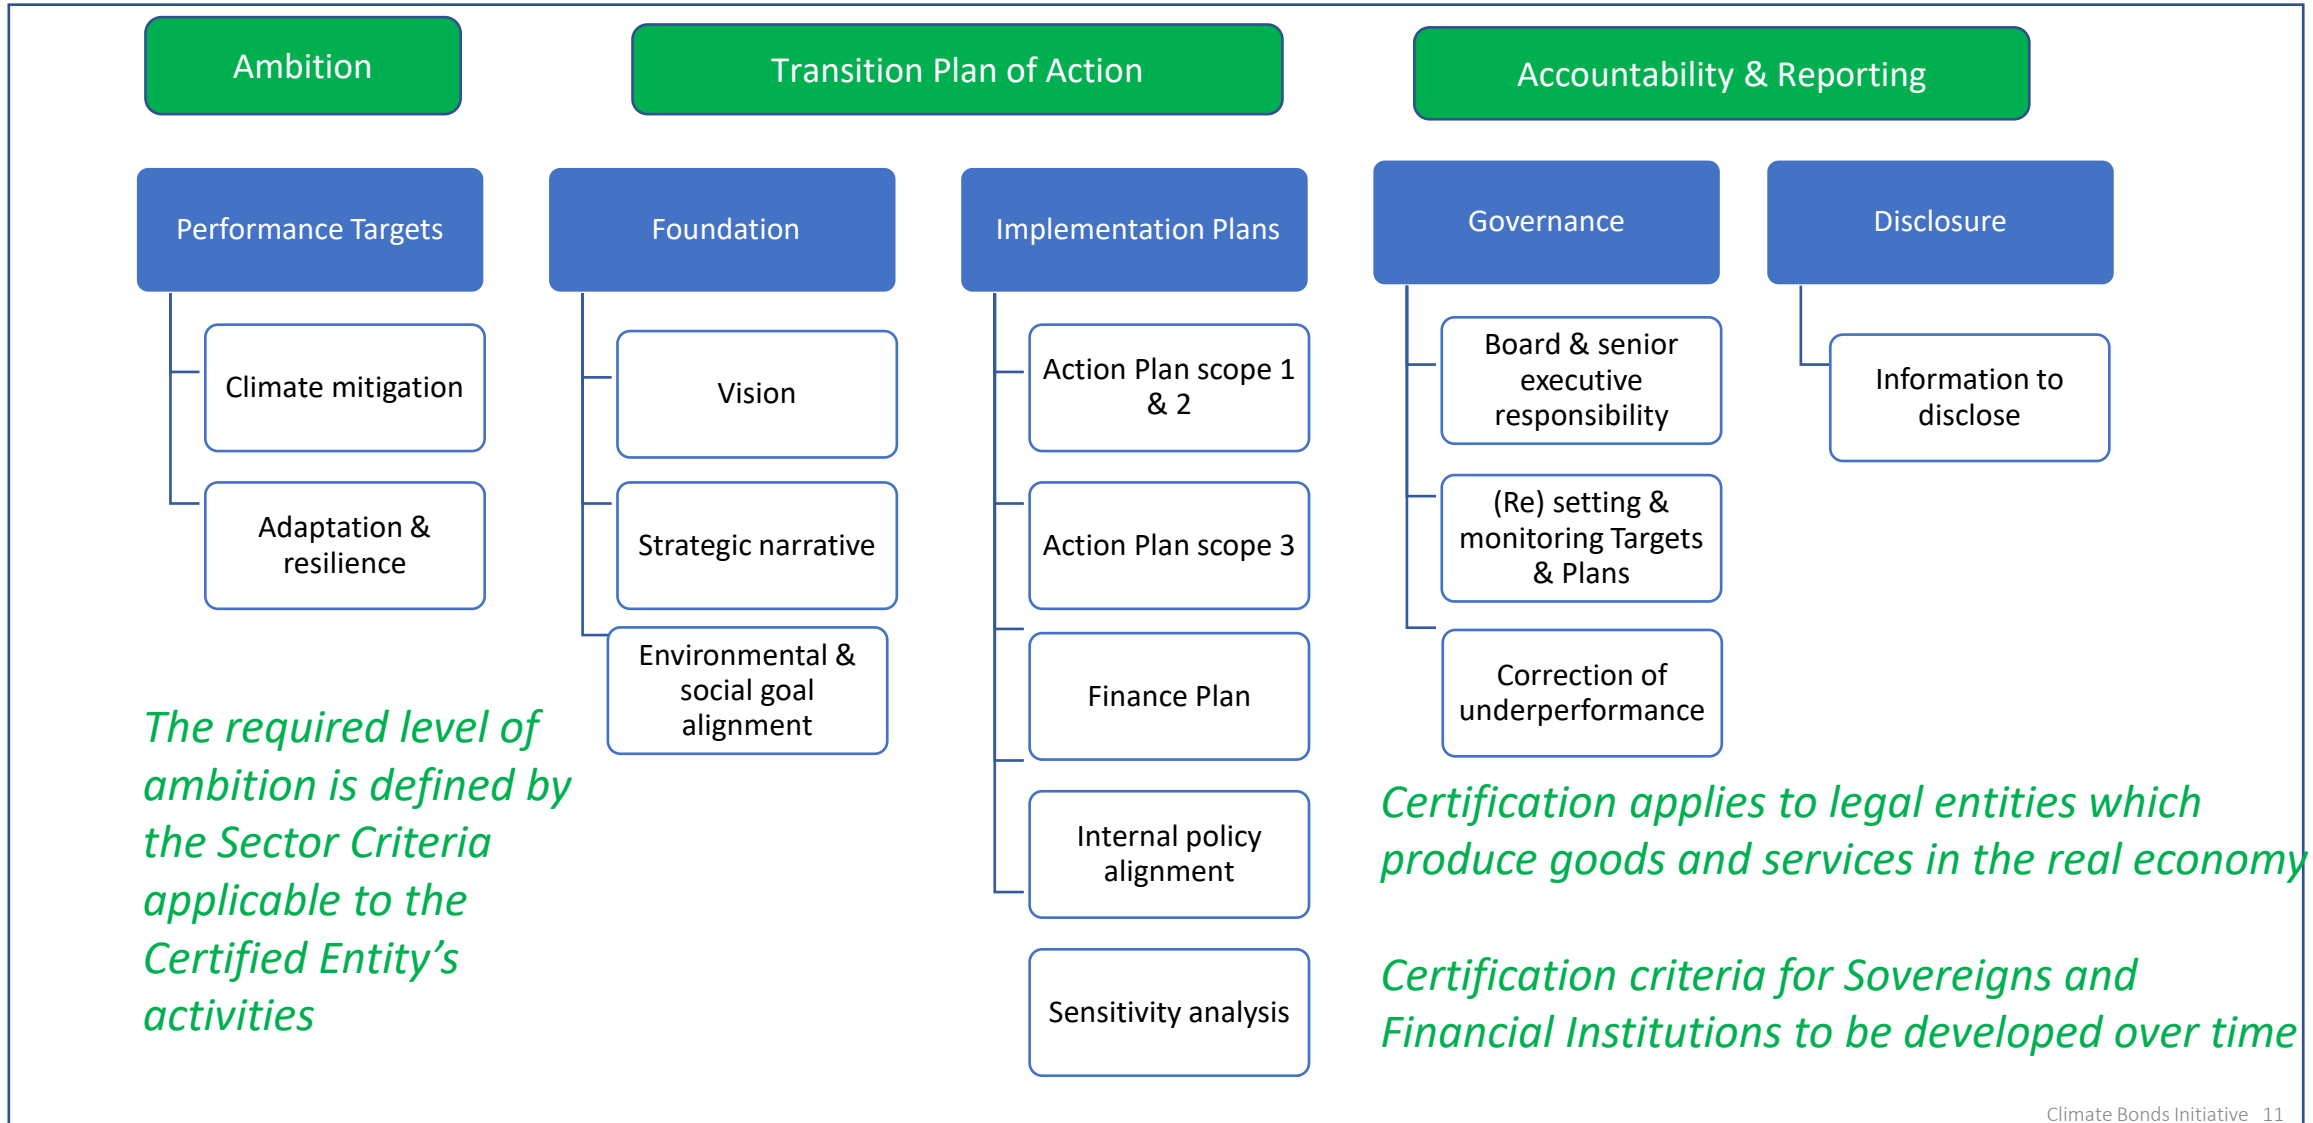 Ambition
Transition Plan of Action
Accountability & Reporting
Performance Targets
Climate mitigation
Adaptation &
resilience
Foundation
Vision
Strategic narrative
Environmental &
social goal
alignment
Implementation Plans
Action Plan scope 1
& 2
Action Plan scope 3
Finance Plan
Internal policy
alignment
Sensitivity analysis
Governance
Board & senior
executive
responsibility
(Re) setting &
monitoring Targets
& Plans
Correction of
underperformance
Disclosure
Information to
disclose
The required level of
ambition is defined by
the Sector Criteria
applicable to the
Certified Entity’s
activities
Certification applies to legal entities which
produce goods and services in the real economy
Certification criteria for Sovereigns and
Financial Institutions to be developed over time
Climate Bonds Initiative 11